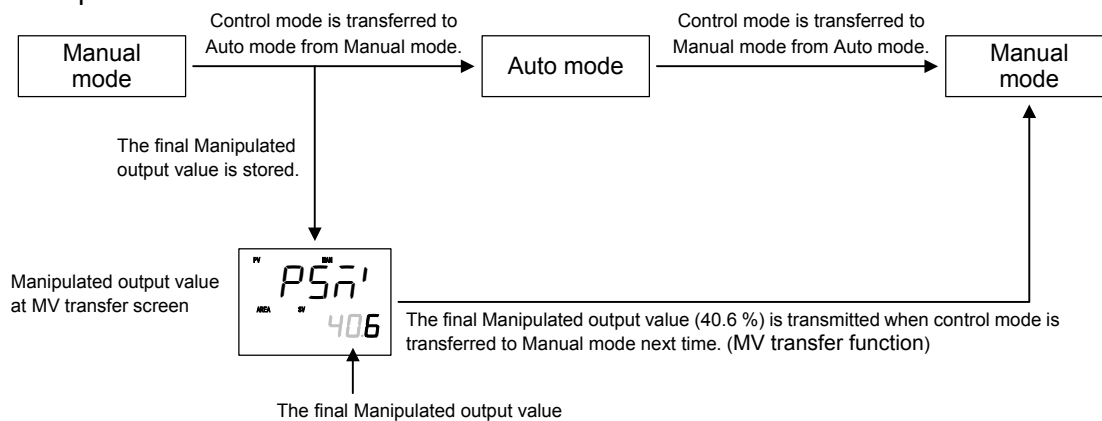 Control mode is transferred to
Auto mode from Manual mode.
Control mode is transferred to
Manual mode from Auto mode.
Manual
mode
Auto mode
Manual
mode
The final Manipulated
output value is stored.
Manipulated output value
at MV transfer screen
PV
MAN
AREA
SV
40.6
The final Manipulated output value (40.6 %) is transmitted when control mode is
transferred to Manual mode next time. (MV transfer function)
The final Manipulated output value